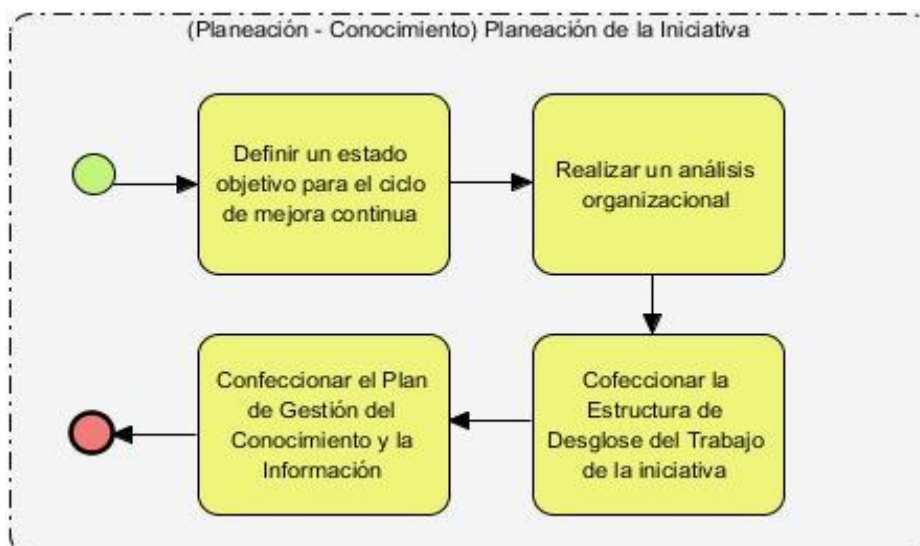 (Planeación - Conocimiento) Planeación de la Iniciativa
Definir un estado
objetivo para el ciclo
de mejora continua
Realizar un análisis
organizacional
Cofeccionar la
Estructura de
Desglose del Trabajo
de la iniciativa
Confeccionar el Plan
de Gestión del
Conocimiento y la
Información